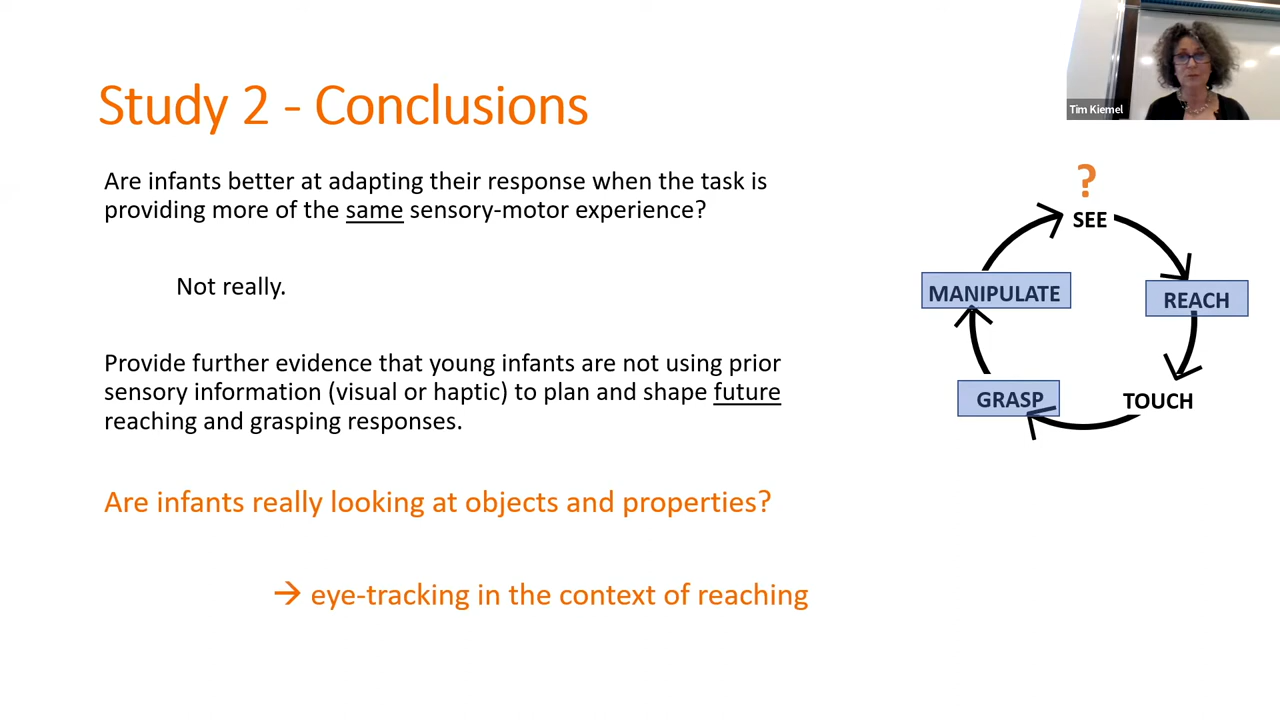 Study 2 - Conclusions
Tim Kiemel
Are infants better at adapting their response when the task is
providing more of the same sensory-motor experience?
Not really.
Provide further evidence that young infants are not using prior
sensory information (visual or haptic) to plan and shape future
reaching and grasping responses.
Are infants really looking at objects and properties?
→ eye-tracking in the context of reaching
?
SEE
REACH
TOUCH
GRASP
MANIPULATE